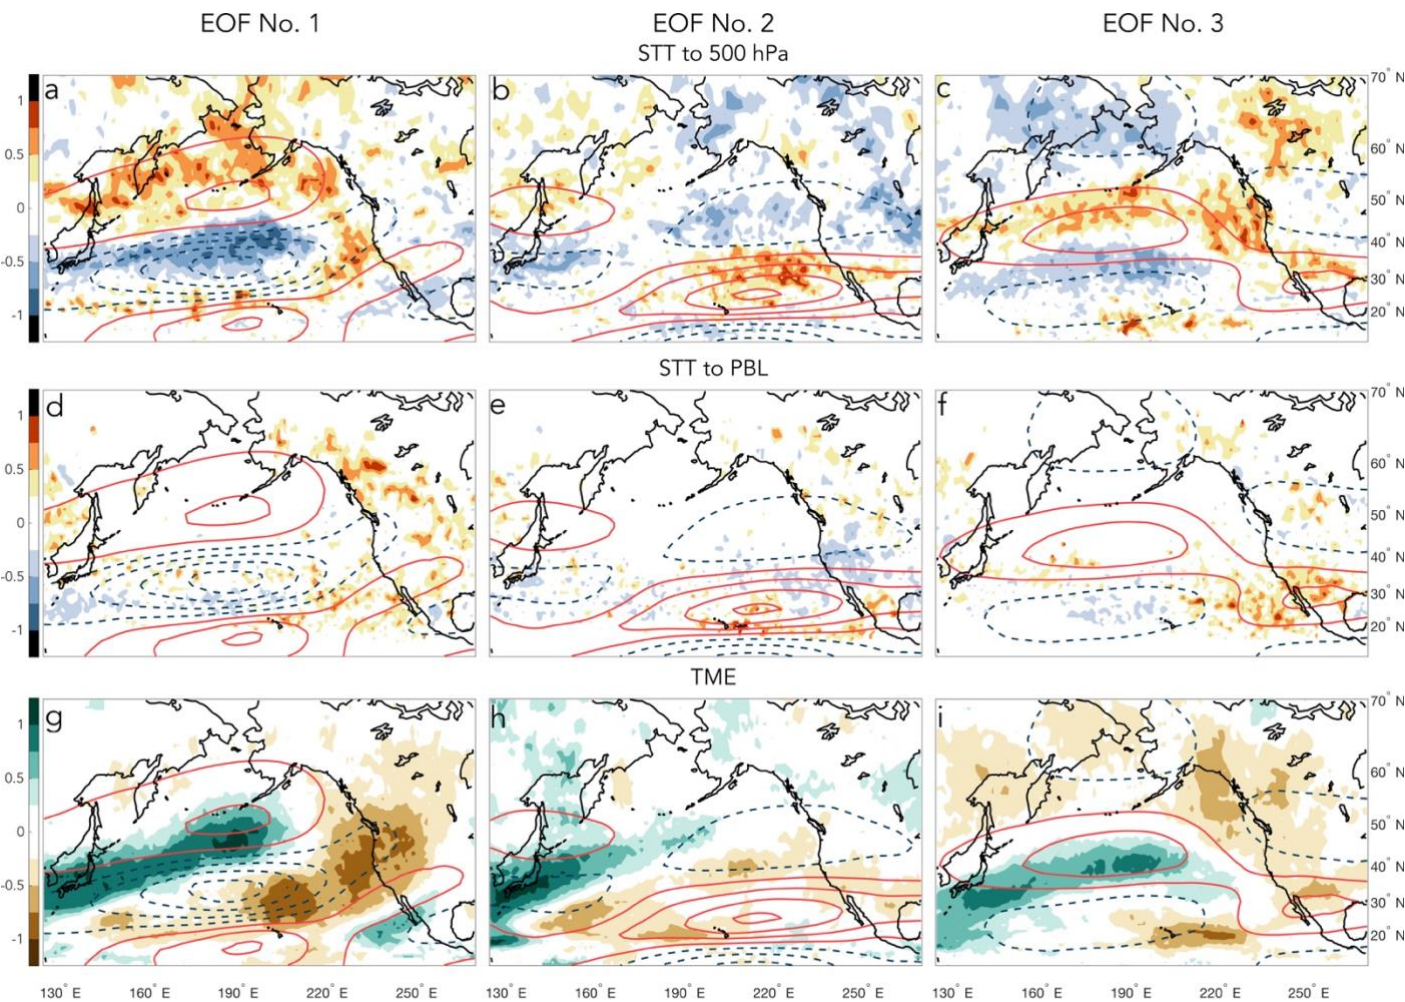 EOF No. 1
EOF No. 2
EOF No. 3
STT to 500 hPa
a
b
c
1
0.5
0
-0.5
-1
70° N
60° N
50° N
40° N
30° N
20° N
STT to PBL
d
e
f
1
0.5
0
-0.5
-1
70° N
60° N
50° N
40° N
30° N
20° N
TME
g
h
i
1
0.5
0
-0.5
-1
70° N
60° N
50° N
40° N
30° N
20° N
130° E 160° E 190° E 220° E 250° E 130° E 160° E 190° E 220° E 250° E 130° E 160° E 190° E 220° E 250° E